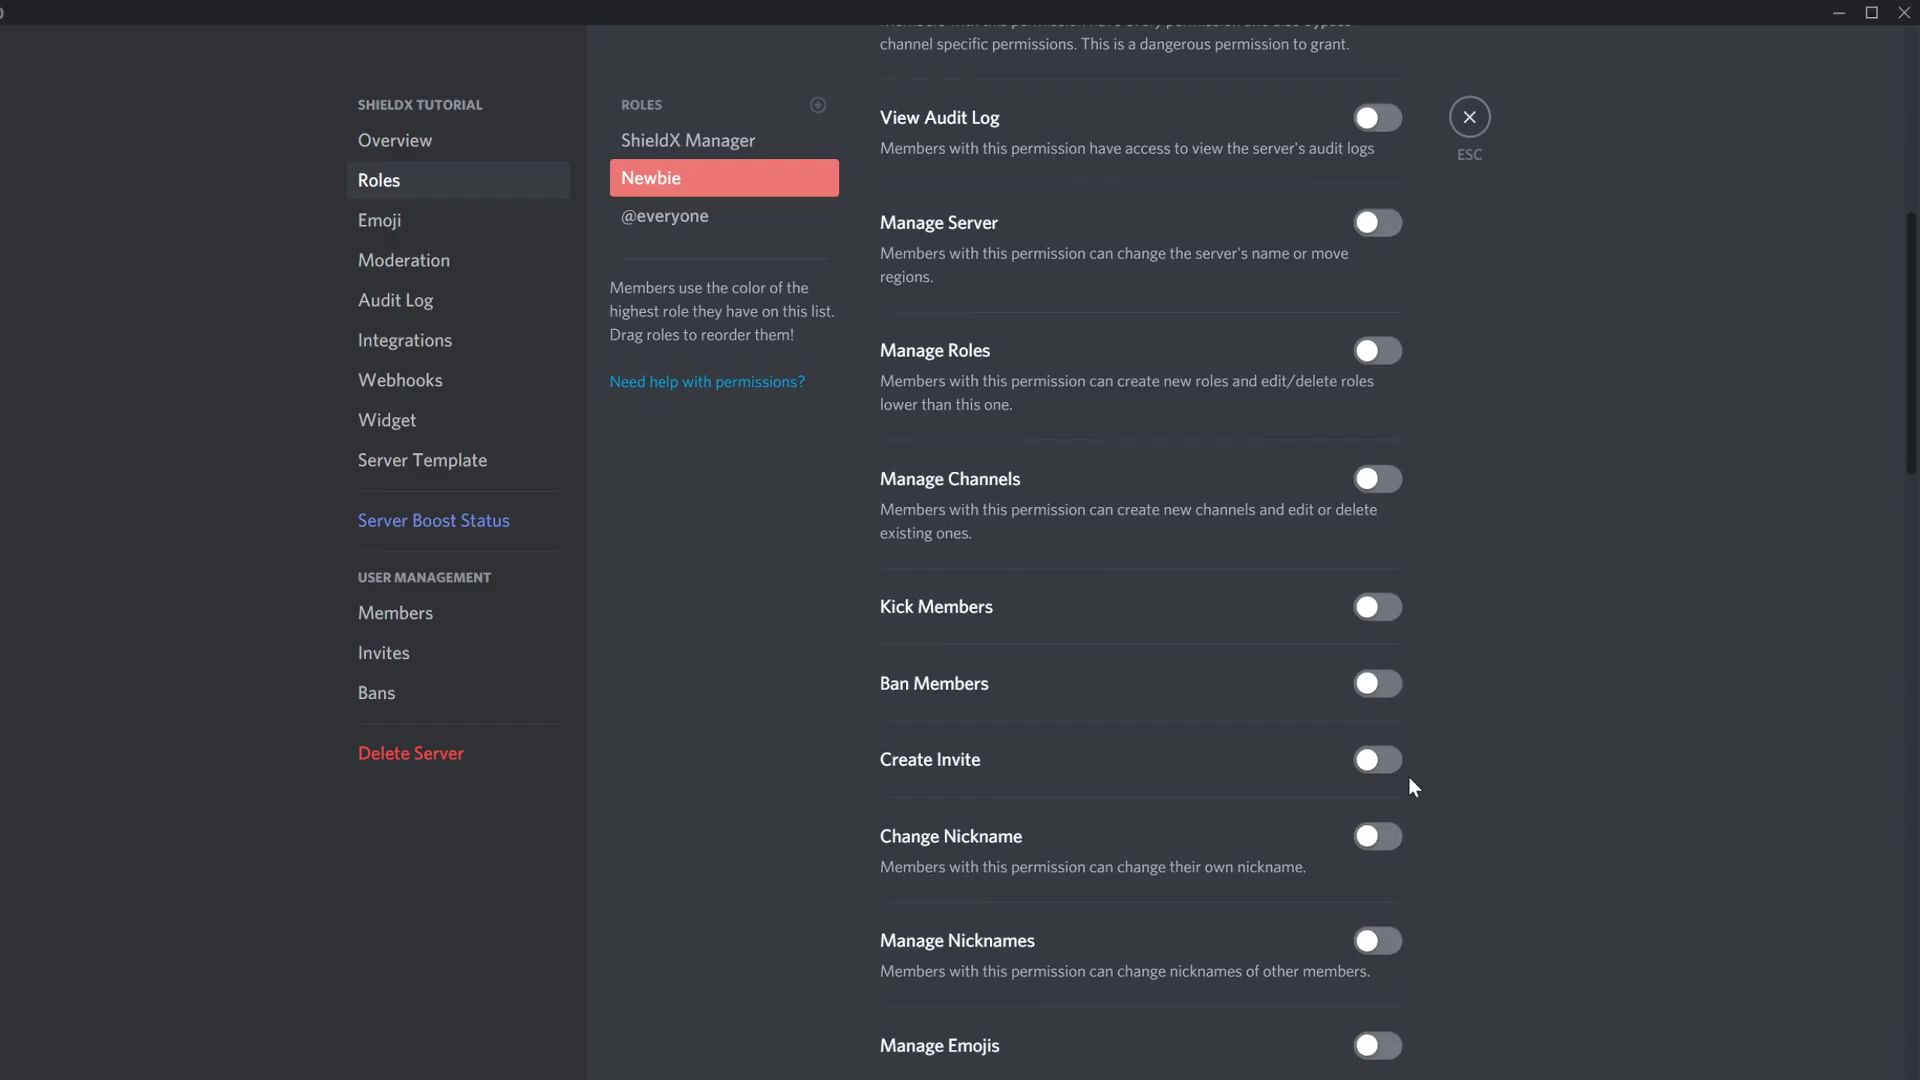 SHIELDX TUTORIAL
Overview
Roles
Emoji
Moderation
Audit Log
Integrations
Webhooks
Widget
Server Template
Server Boost Status
USER MANAGEMENT
Members
Invites
Bans
Delete Server
ROLES
ShieldX Manager
Newbie
@everyone
Members use the color of the
highest role they have on this list.
Drag roles to reorder them!
Need help with permissions?
channel specific permissions. This is a dangerous permission to grant.
View Audit Log
Members with this permission have access to view the server's audit logs
Manage Server
Members with this permission can change the server's name or move
regions.
Manage Roles
Members with this permission can create new roles and edit/delete roles
lower than this one.
Manage Channels
Members with this permission can create new channels and edit or delete
existing ones.
Kick Members
Ban Members
Create Invite
Change Nickname
Members with this permission can change their own nickname.
Manage Nicknames
Members with this permission can change nicknames of other members.
Manage Emojis
ESC